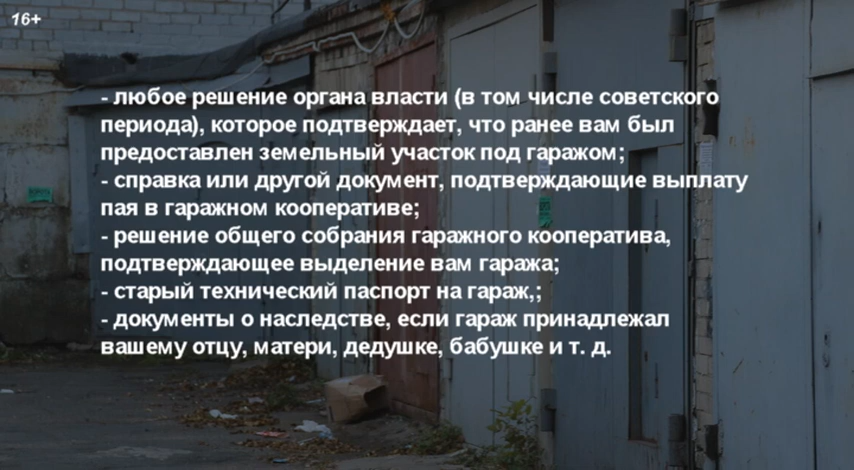 16+
- любое решение органа власти (в том числе советского
периода), которое подтверждает, что ранее вам был
предоставлен земельный участок под гаражом;
- справка или другой документ, подтверждающие выплату
пая в гаражном кооперативе;
- решение общего собрания гаражного кооператива,
подтверждающее выделение вам гаража;
- старый технический паспорт на гараж,;
- документы о наследстве, если гараж принадлежал
вашему отцу, матери, дедушке, бабушке и т. д.